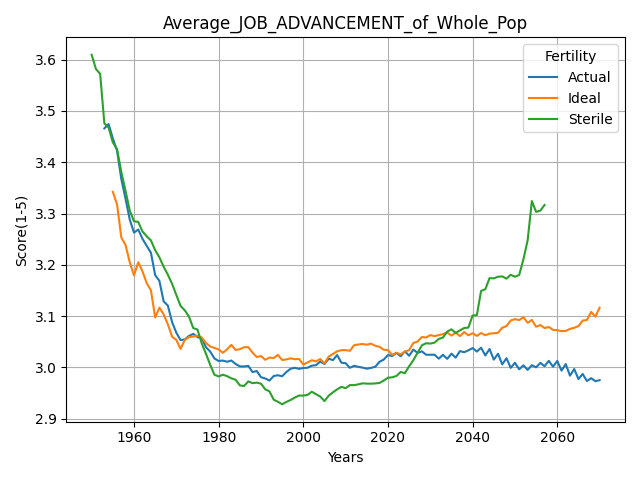 Average_JOB_ADVANCEMENT_of_Whole_Pop
Fertility
Actual
Ideal
Sterile
Score(1-5)
3.6
3.5
3.4
3.3
3.2
3.1
3.0
2.9
1960 1980 2000 2020 2040 2060
Years